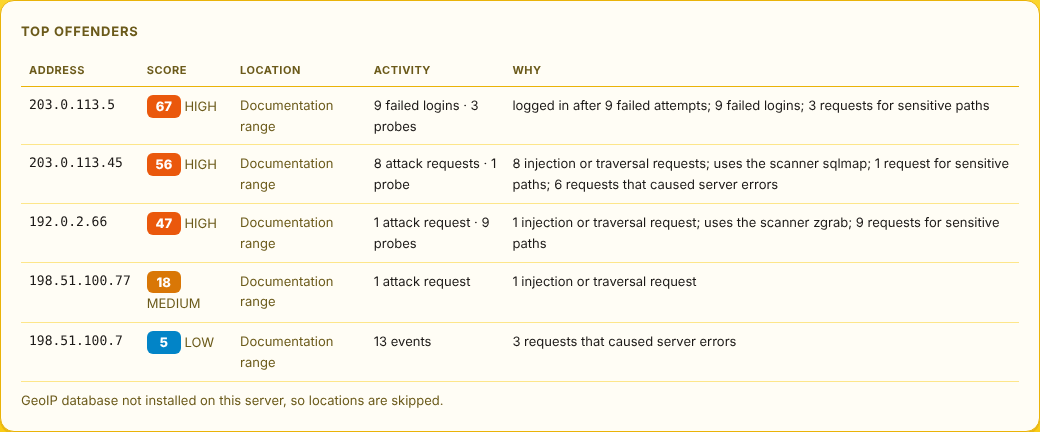 TOP OFFENDERS
ADDRESS SCORE LOCATION ACTIVITY WHY
203.0.113.5 67 HIGH Documentation range 9 failed logins · 3 probes logged in after 9 failed attempts; 9 failed logins; 3 requests for sensitive paths
203.0.113.45 56 HIGH Documentation range 8 attack requests · 1 probe 8 injection or traversal requests; uses the scanner sqlmap; 1 request for sensitive paths; 6 requests that caused server errors
192.0.2.66 47 HIGH Documentation range 1 attack request · 9 probes 1 injection or traversal request; uses the scanner zgrab; 9 requests for sensitive paths
198.51.100.77 18 MEDIUM Documentation range 1 attack request 1 injection or traversal request
198.51.100.7 5 LOW Documentation range 13 events 3 requests that caused server errors
GeoIP database not installed on this server, so locations are skipped.